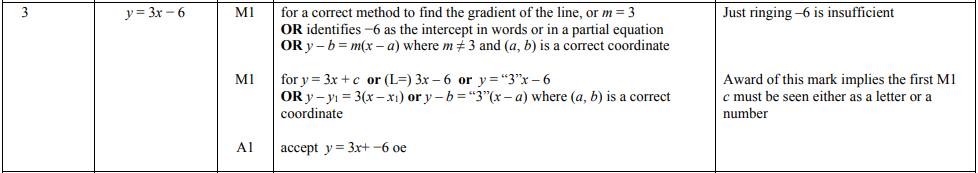 3 y = 3x – 6 M1 for a correct method to find the gradient of the line, or m = 3 Just ringing –6 is insufficient
OR identifies −6 as the intercept in words or in a partial equation
OR y – b = m(x – a) where m ≠ 3 and (a, b) is a correct coordinate
M1 for y = 3x + c or (L=) 3x – 6 or y = “3”x – 6 Award of this mark implies the first M1
OR y – y₁ = 3(x – x₁) or y – b = “3”(x – a) where (a, b) is a correct c must be seen either as a letter or a
coordinate number
A1 accept y = 3x+ −6 oe